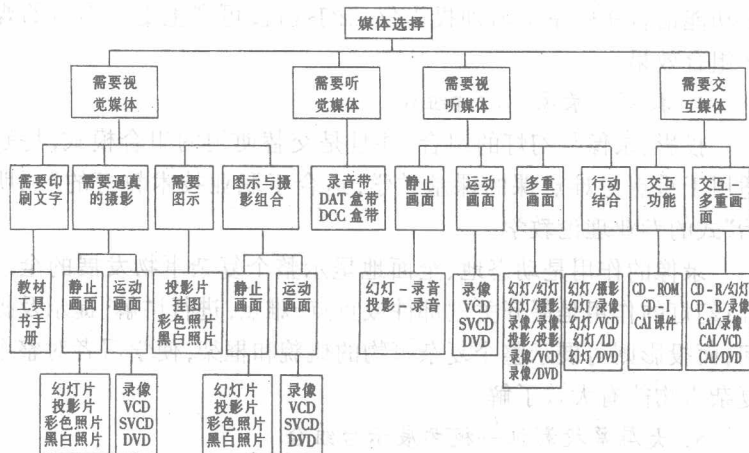 媒体选择
需要视
觉媒体
需要听
觉媒体
需要视
听媒体
需要交
互媒体
需要印
刷文字
需要逼真
的摄影
需要
图示
图示与摄
影组合
录音带
DAT 盒带
DCC 盒带
静止
画面
运动
画面
多重
画面
行动
结合
交互
功能
交互-
多重画
面
教材
工具
书手
册
静止
画面
运动
画面
投影片
挂图
彩色照片
黑白照片
静止
画面
运动
画面
幻灯-录音
投影-录音
录像
VCD
SVCD
DVD
幻灯/幻灯
幻灯/摄影
录像/录像
投影/投影
录像/VCD
录像/DVD
幻灯/摄影
幻灯/录像
幻灯/VCD
幻灯/LD
幻灯/DVD
CD-ROM
CD-I
CAI 课件
CD-R/幻灯
CD-R/录像
CAI/录像
CAI/VCD
CAI/DVD
幻灯片
投影片
彩色照片
黑白照片
录像
VCD
SVCD
DVD
幻灯片
投影片
彩色照片
黑白照片
录像
VCD
SVCD
DVD